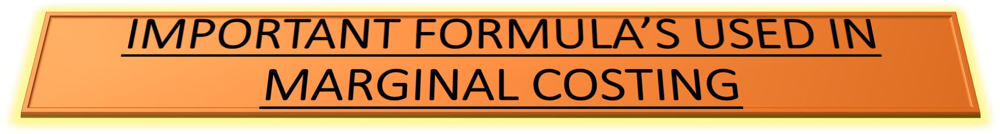 IMPORTANT FORMULA’S USED IN
MARGINAL COSTING